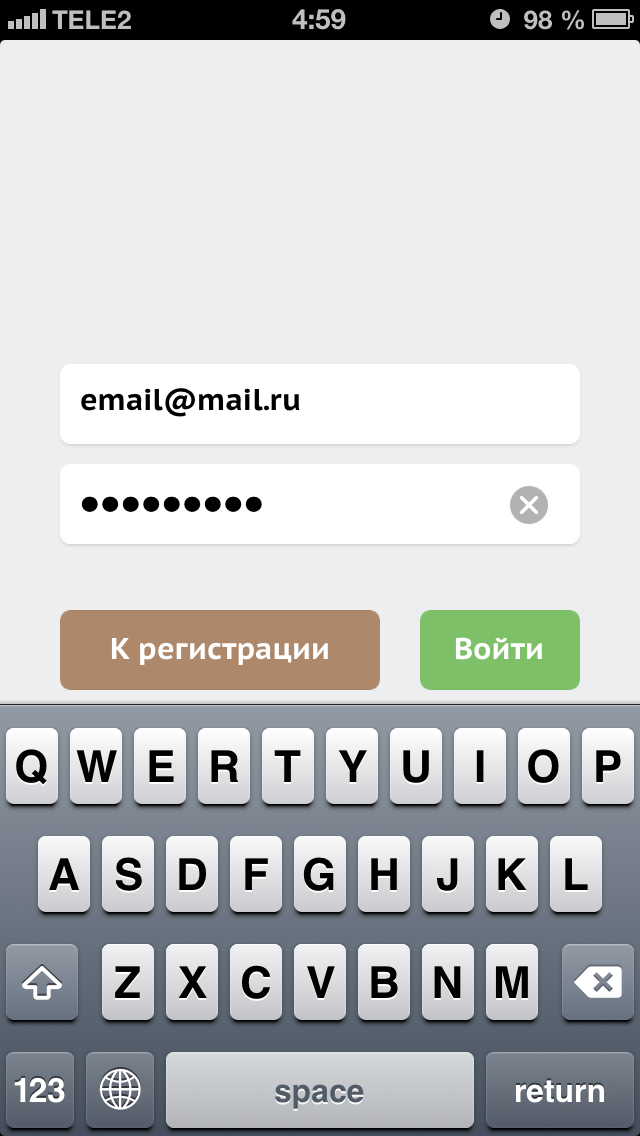 TELE2 4:59 98 %
email@mail.ru
●●●●●●●●●
К регистрации Войти
Q W E R T Y U I O P
A S D F G H J K L
Z X C V B N M
123 space return